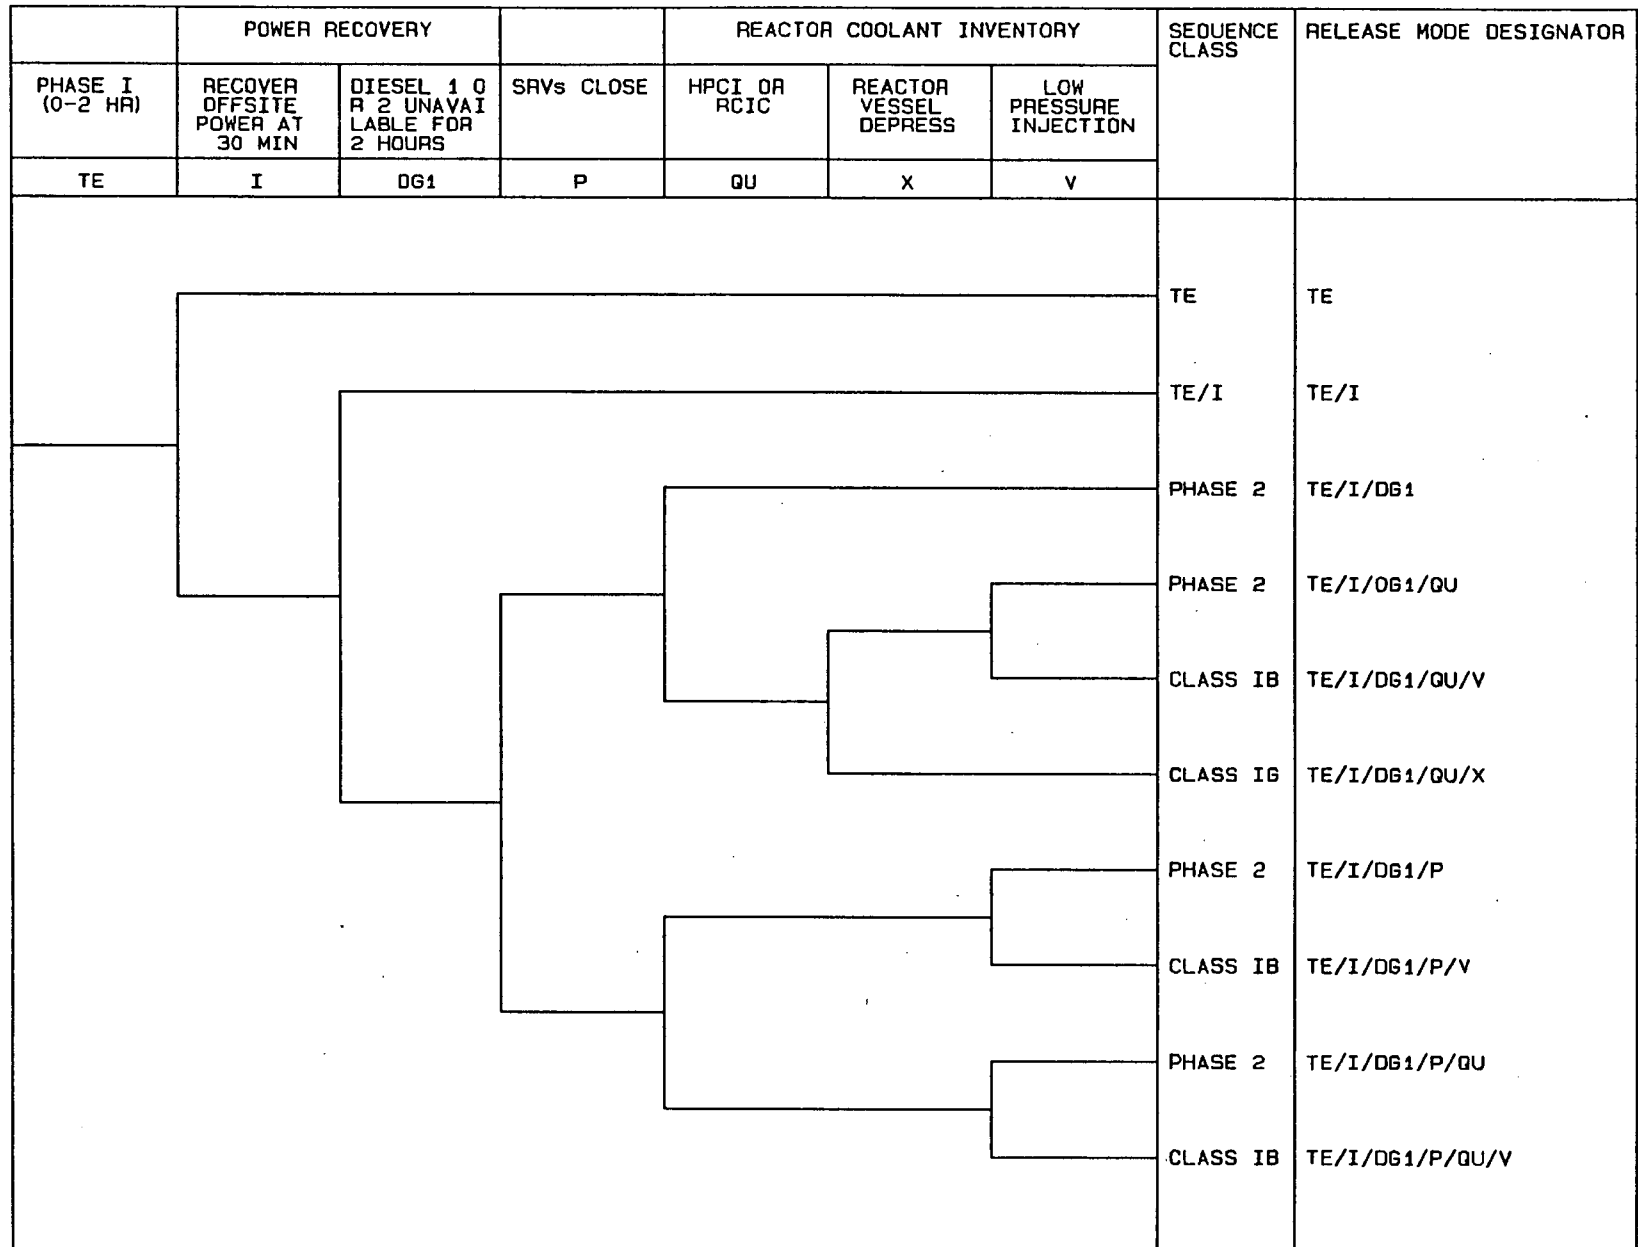 POWER RECOVERY
REACTOR COOLANT INVENTORY
SEQUENCE
CLASS
RELEASE MODE DESIGNATOR
PHASE I
(0-2 HR)
RECOVER
OFFSITE
POWER AT
30 MIN
DIESEL 1 O
R 2 UNAVAI
LABLE FOR
2 HOURS
SRVs CLOSE
HPCI OR
RCIC
REACTOR
VESSEL
DEPRESS
LOW
PRESSURE
INJECTION
TE I DG1 P QU X V
TE TE
TE/I TE/I
PHASE 2 TE/I/DG1
PHASE 2 TE/I/DG1/QU
CLASS IB TE/I/DG1/QU/V
CLASS IG TE/I/DG1/QU/X
PHASE 2 TE/I/DG1/P
CLASS IB TE/I/DG1/P/V
PHASE 2 TE/I/DG1/P/QU
CLASS IB TE/I/DG1/P/QU/V